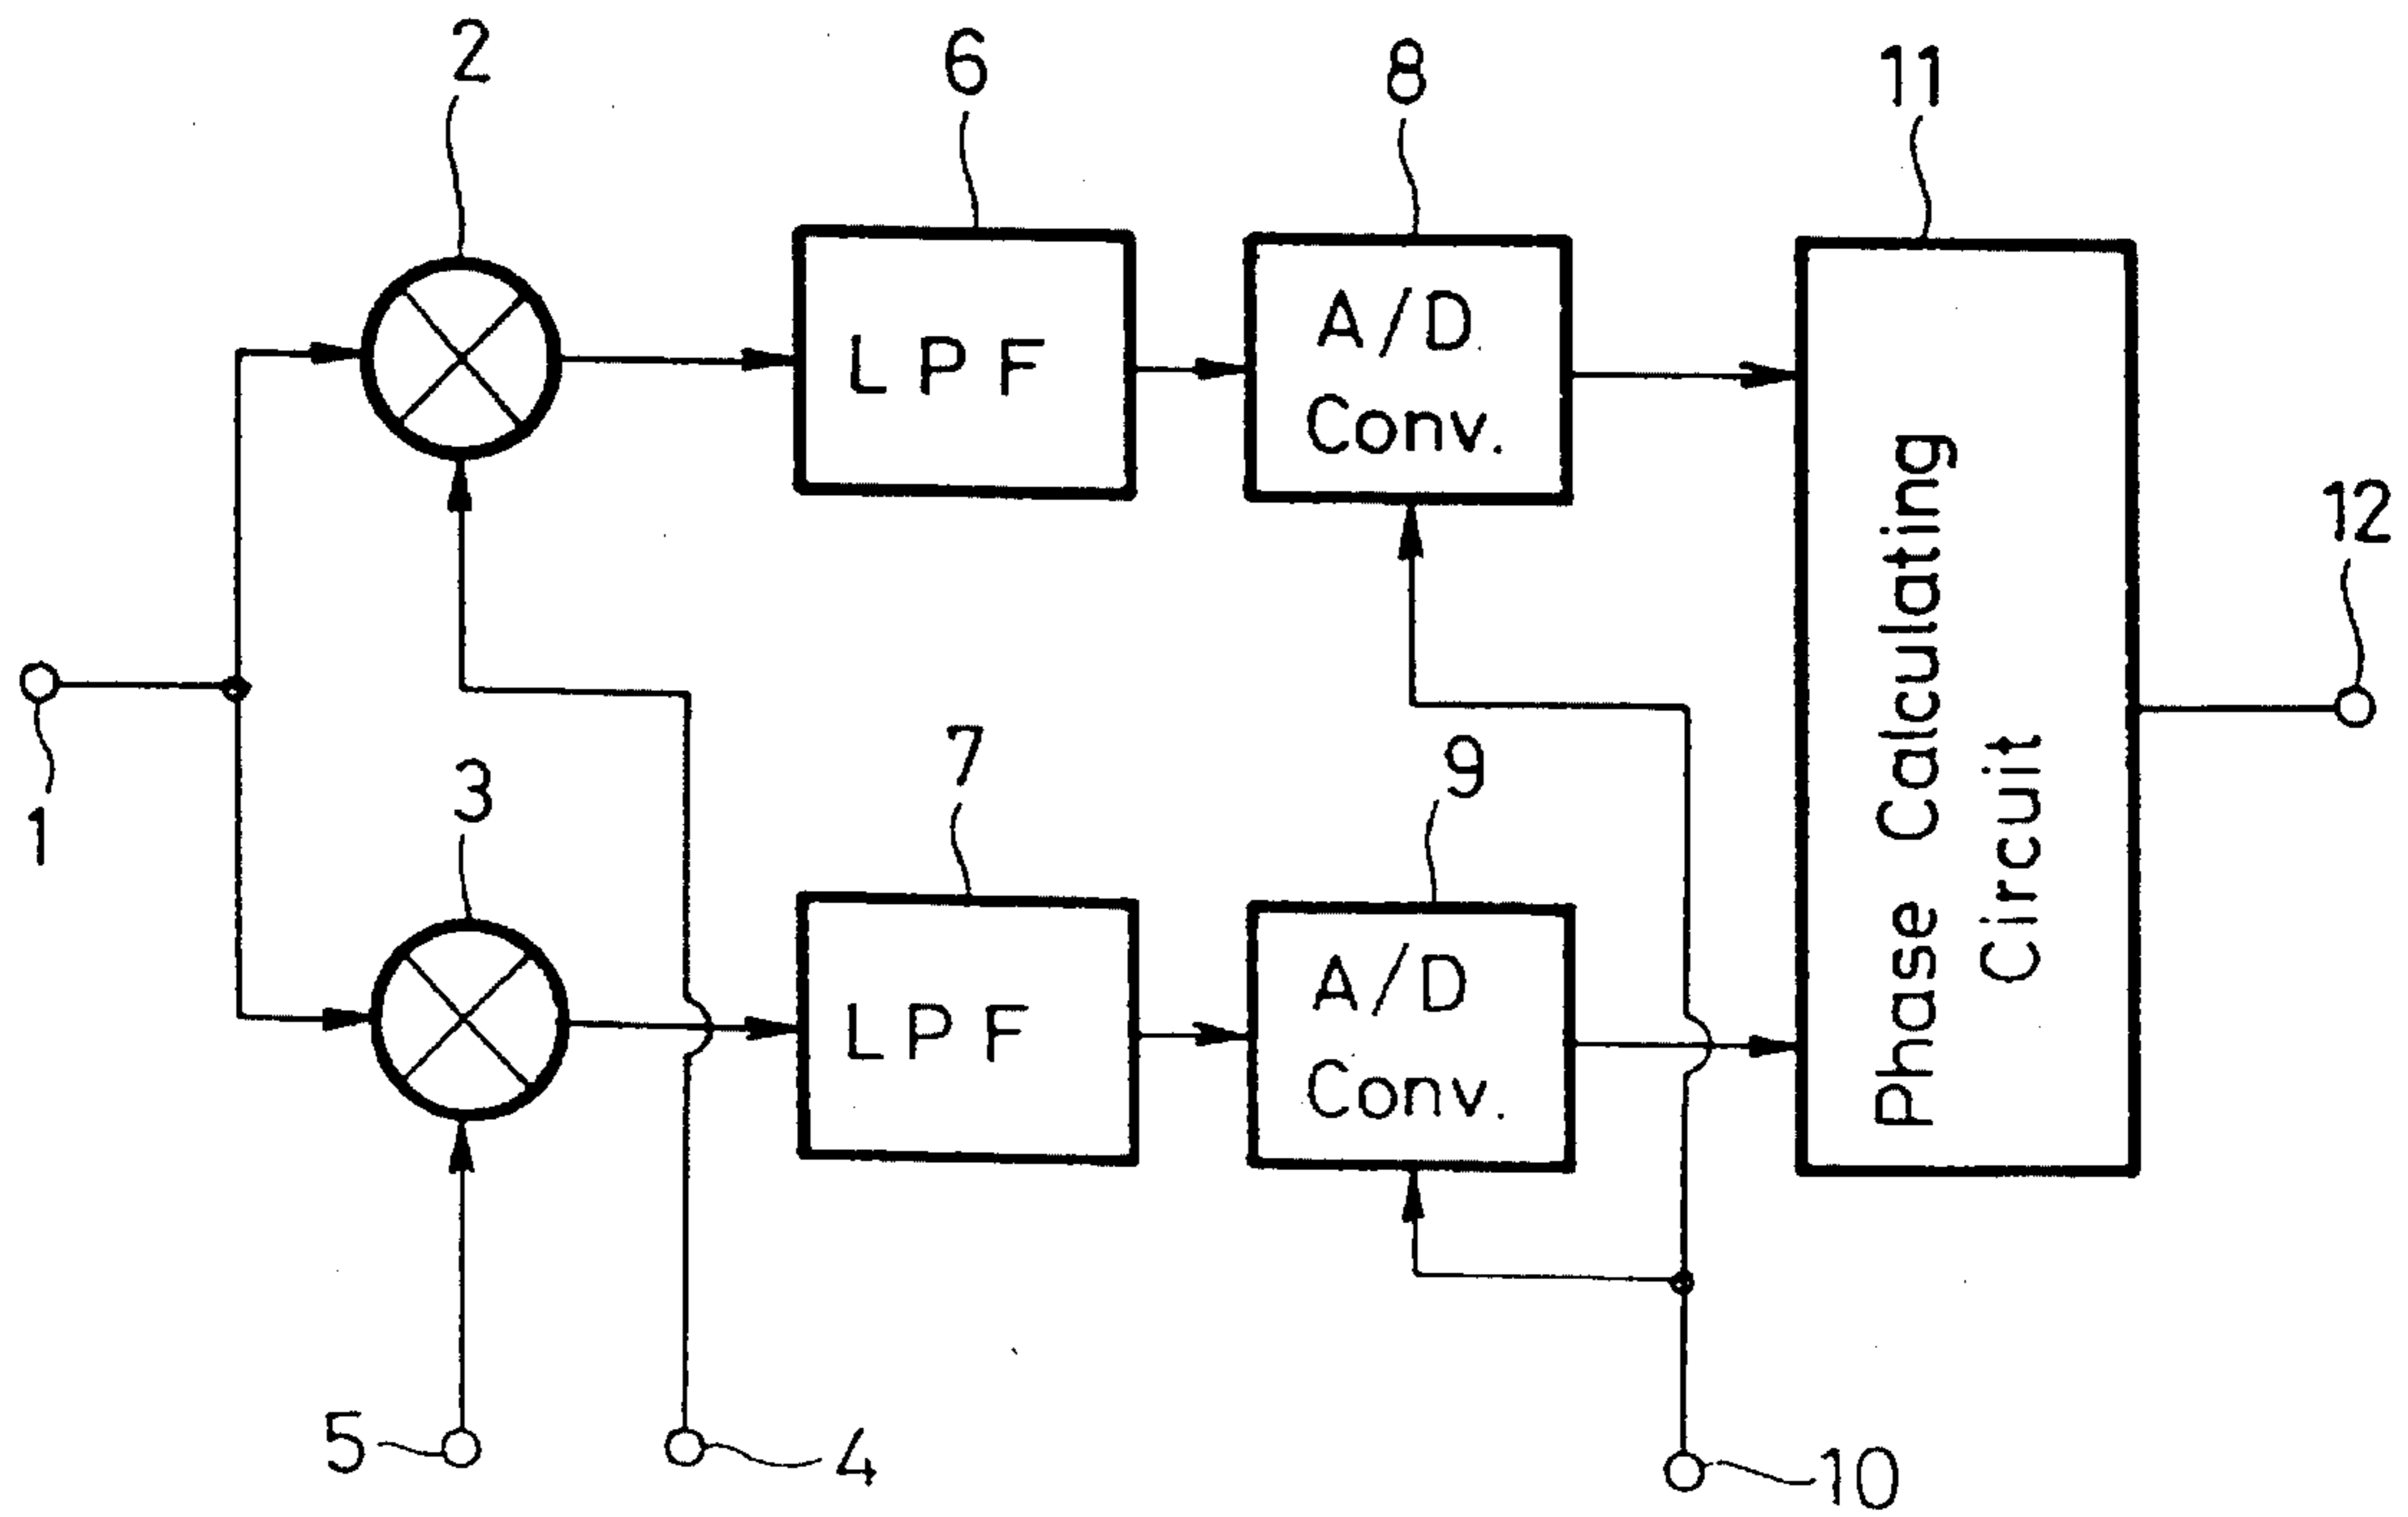 2
6
8
11
LPF
A/D
Conv.
12
Phase Calculating
Circuit
1
3
7
9
LPF
A/D
Conv.
5
4
10